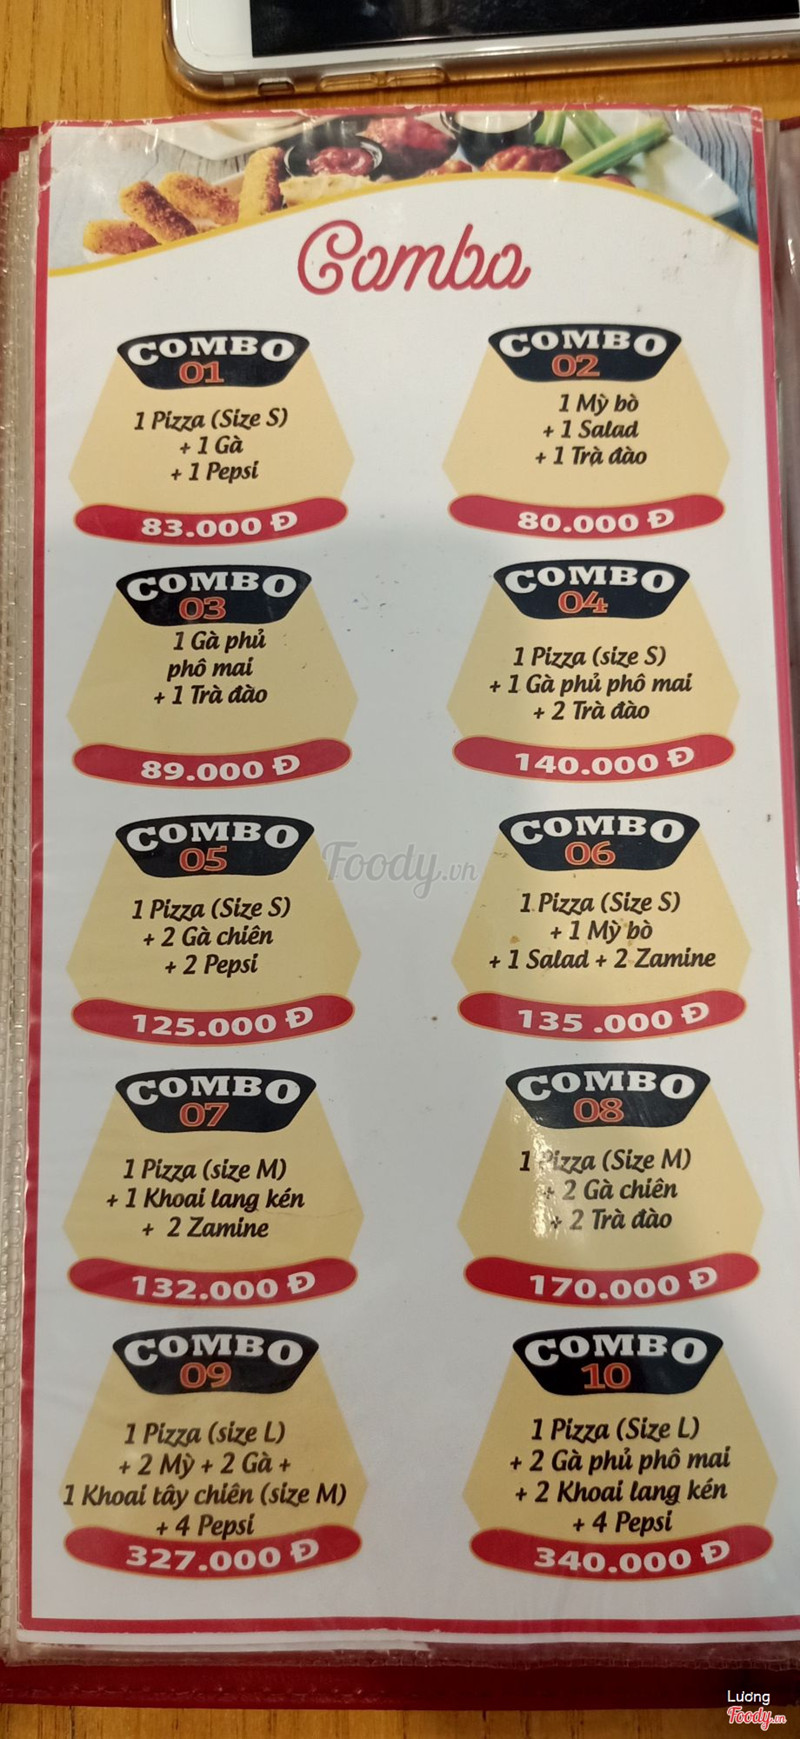 Combo
COMBO
01
1 Pizza (Size S)
+ 1 Gà
+ 1 Pepsi
83.000 Đ
COMBO
02
1 Mỳ bò
+ 1 Salad
+ 1 Trà đào
80.000 Đ
COMBO
03
1 Gà phủ
phô mai
+ 1 Trà đào
89.000 Đ
COMBO
04
1 Pizza (size S)
+ 1 Gà phủ phô mai
+ 2 Trà đào
140.000 Đ
COMBO
05
1 Pizza (Size S)
+ 2 Gà chiên
+ 2 Pepsi
125.000 Đ
COMBO
06
1 Pizza (Size S)
+ 1 Mỳ bò
+ 1 Salad + 2 Zamine
135 .000 Đ
Foody.vn
COMBO
07
1 Pizza (size M)
+ 1 Khoai lang kén
+ 2 Zamine
132.000 Đ
COMBO
08
1 Pizza (Size M)
+ 2 Gà chiên
+ 2 Trà đào
170.000 Đ
COMBO
09
1 Pizza (size L)
+ 2 Mỳ + 2 Gà +
1 Khoai tây chiên (size M)
+ 4 Pepsi
327.000 Đ
COMBO
10
1 Pizza (Size L)
+ 2 Gà phủ phô mai
+ 2 Khoai lang kén
+ 4 Pepsi
340.000 Đ
Lương
Foody.vn